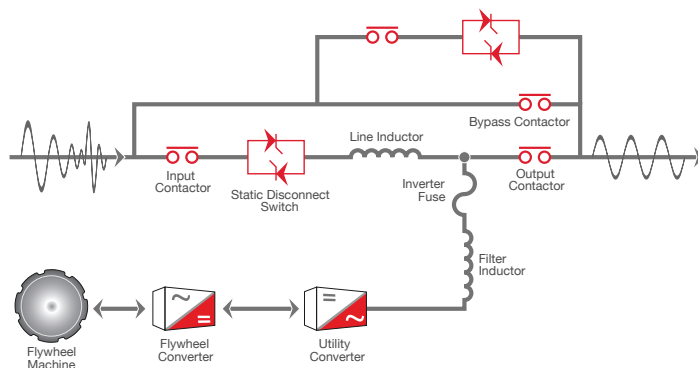 Bypass Contactor
Line Inductor
Input
Contactor
Static Disconnect
Switch
Inverter
Fuse
Output
Contactor
Filter
Inductor
Flywheel
Machine
Flywheel
Converter
Utility
Converter